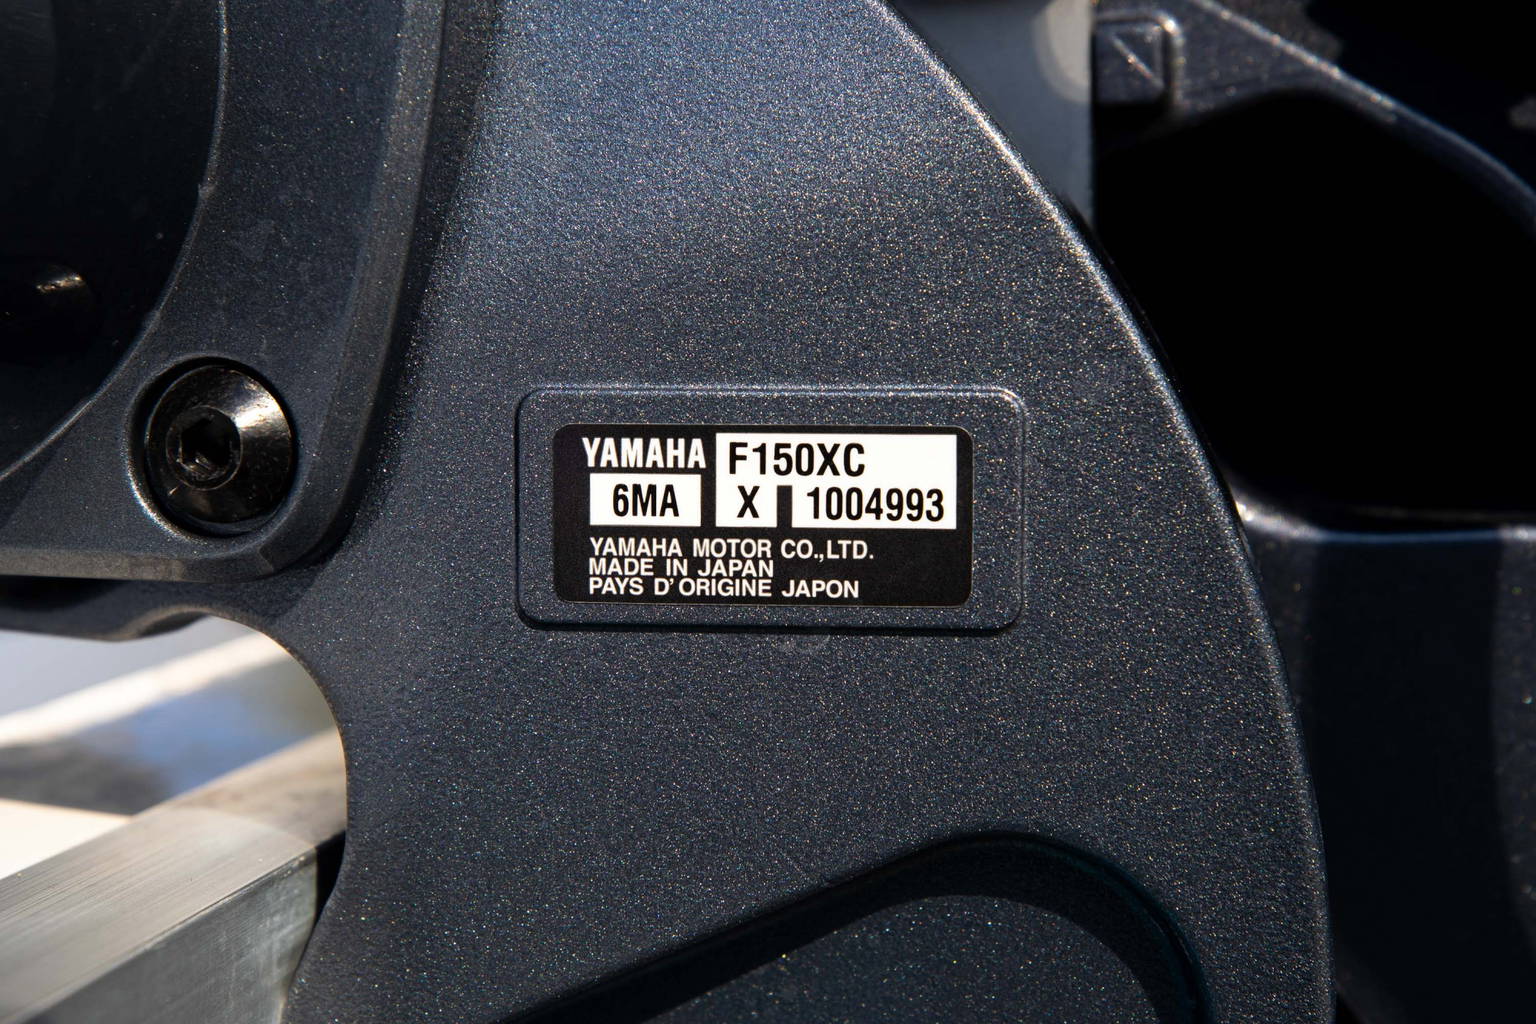 YAMAHA F150XC
6MA X 1004993
YAMAHA MOTOR CO.,LTD.
MADE IN JAPAN
PAYS D'ORIGINE JAPON